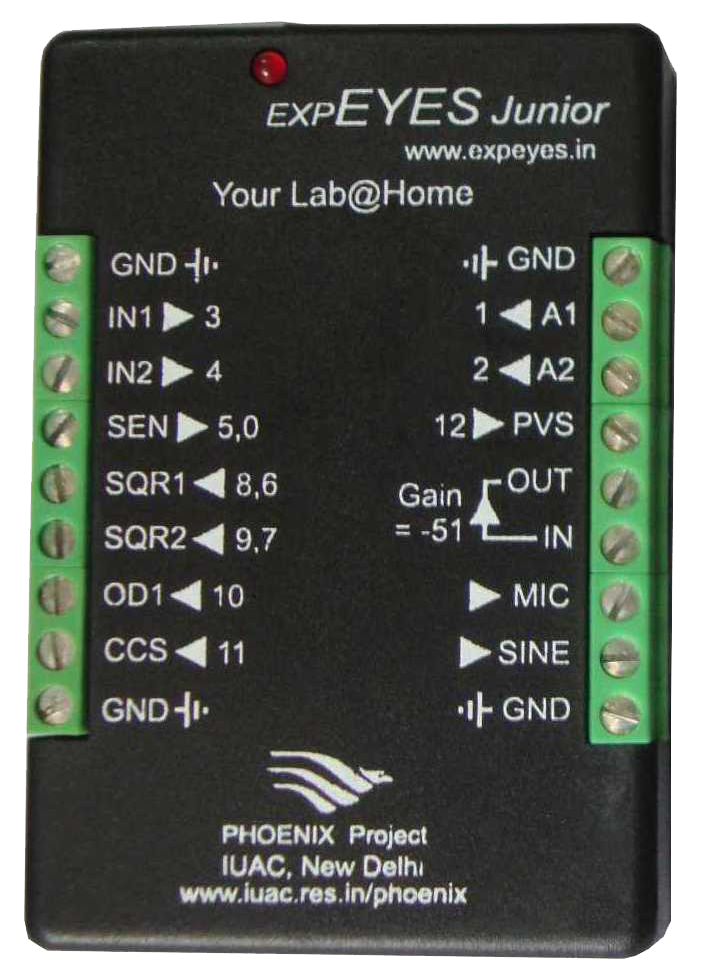 EXPEYES Junior
www.expeyes.in
Your Lab@Home
GND GND
IN1 3 1 A1
IN2 4 2 A2
SEN 5,0 12 PVS
SQR1 8,6 Gain OUT
SQR2 9,7 = -51 IN
OD1 10 MIC
CCS 11 SINE
GND GND
PHOENIX Project
IUAC, New Delhi
www.iuac.res.in/phoenix